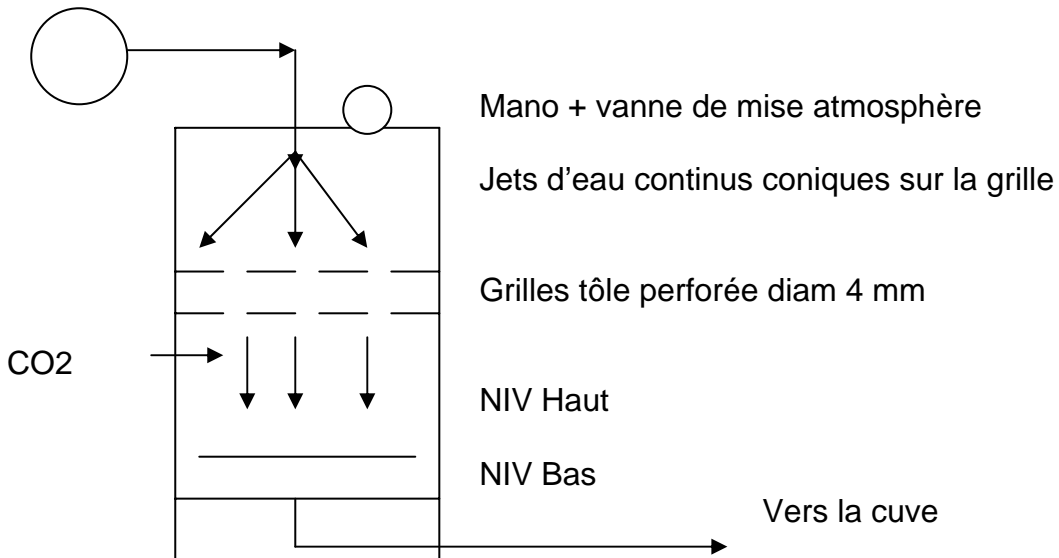 Mano + vanne de mise atmosphère
Jets d'eau continus coniques sur la grille
Grilles tôle perforée diam 4 mm
CO2
NIV Haut
NIV Bas
Vers la cuve